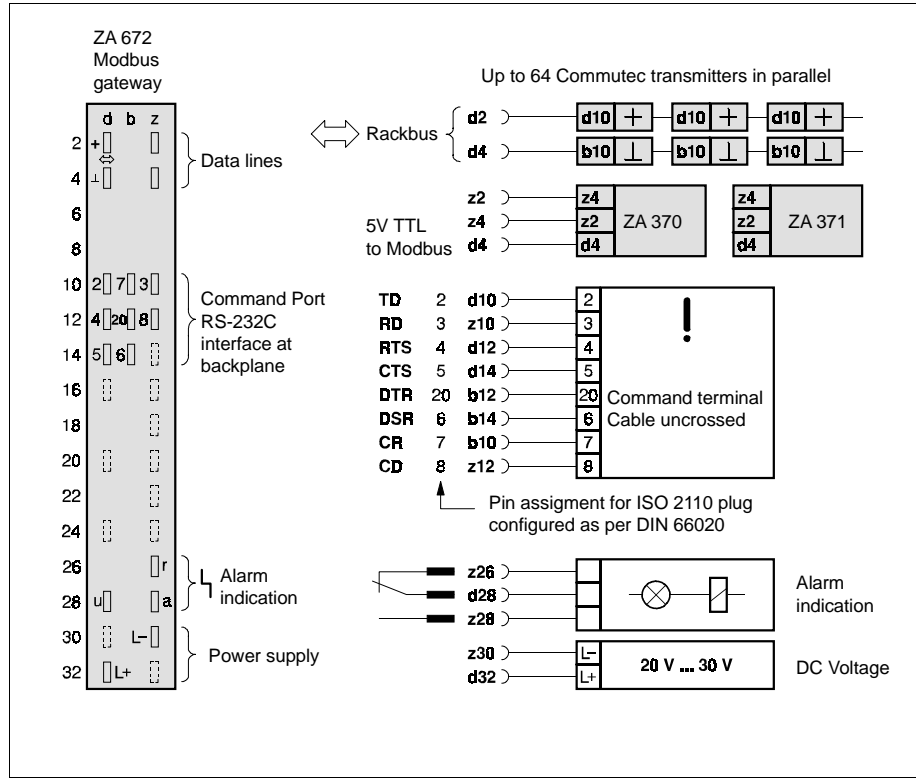 ZA 672
Modbus
gateway
d b z
2 +
4 ⊥
Data lines
6
8
10 2 7 3
12 4 20 8
14 5 6
Command Port
RS-232C
interface at
backplane
16
18
20
22
24
26 r
28 u a
Alarm
indication
30 L–
32 L+
Power supply
Up to 64 Commutec transmitters in parallel
Rackbus
d2 d10 + d10 + d10 +
d4 b10 ⊥ b10 ⊥ b10 ⊥
5V TTL
to Modbus
z2 z4 z4
z4 z2 ZA 370 z2 ZA 371
d4 d4 d4
TD 2 d10 2
RD 3 z10 3
RTS 4 d12 4
CTS 5 d14 5
DTR 20 b12 20
DSR 6 b14 6
CR 7 b10 7
CD 8 z12 8
!
Command terminal
Cable uncrossed
Pin assigment for ISO 2110 plug
configured as per DIN 66020
z26
d28
z28
Alarm
indication
z30 L–
d32 L+
20 V ... 30 V
DC Voltage